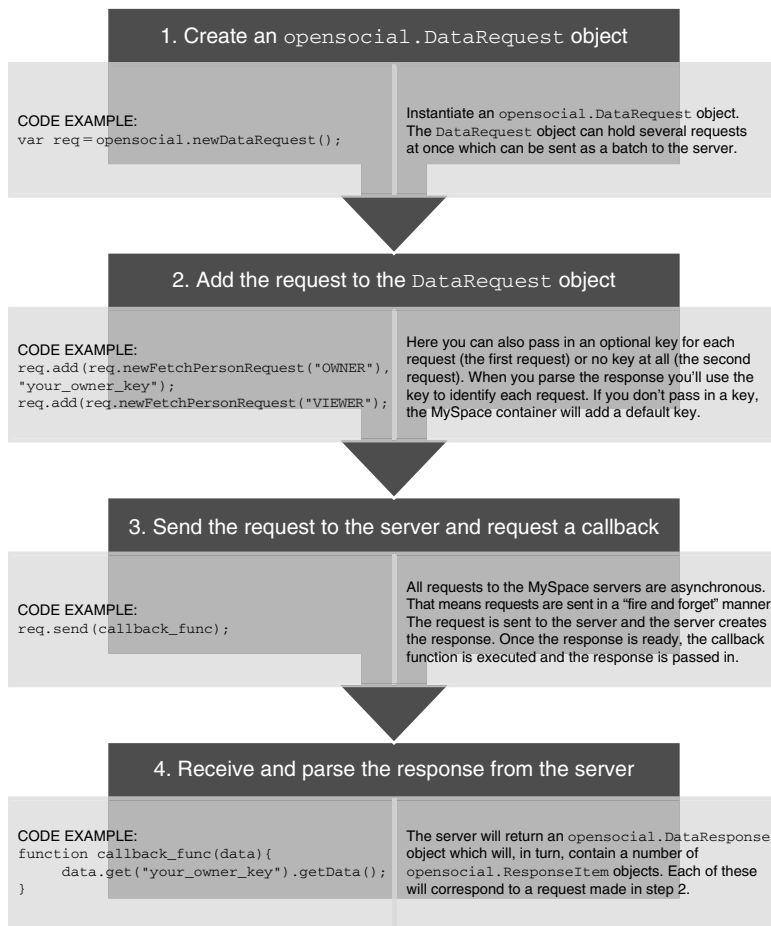 1. Create an opensocial.DataRequest object
CODE EXAMPLE:
var req=opensocial.newDataRequest();
Instantiate an opensocial.DataRequest object.
The DataRequest object can hold several requests
at once which can be sent as a batch to the server.
2. Add the request to the DataRequest object
CODE EXAMPLE:
req.add(req.newFetchPersonRequest("OWNER"),
"your_owner_key");
req.add(req.newFetchPersonRequest("VIEWER");
Here you can also pass in an optional key for each
request (the first request) or no key at all (the second
request). When you parse the response you’ll use the
key to identify each request. If you don’t pass in a key,
the MySpace container will add a default key.
3. Send the request to the server and request a callback
CODE EXAMPLE:
req.send(callback_func);
All requests to the MySpace servers are asynchronous.
That means requests are sent in a “fire and forget” manner
The request is sent to the server and the server creates
the response. Once the response is ready, the callback
function is executed and the response is passed in.
4. Receive and parse the response from the server
CODE EXAMPLE:
function callback_func(data){
data.get("your_owner_key").getData();
}
The server will return an opensocial.DataResponse
object which will, in turn, contain a number of
opensocial.ResponseItem objects. Each of these
will correspond to a request made in step 2.